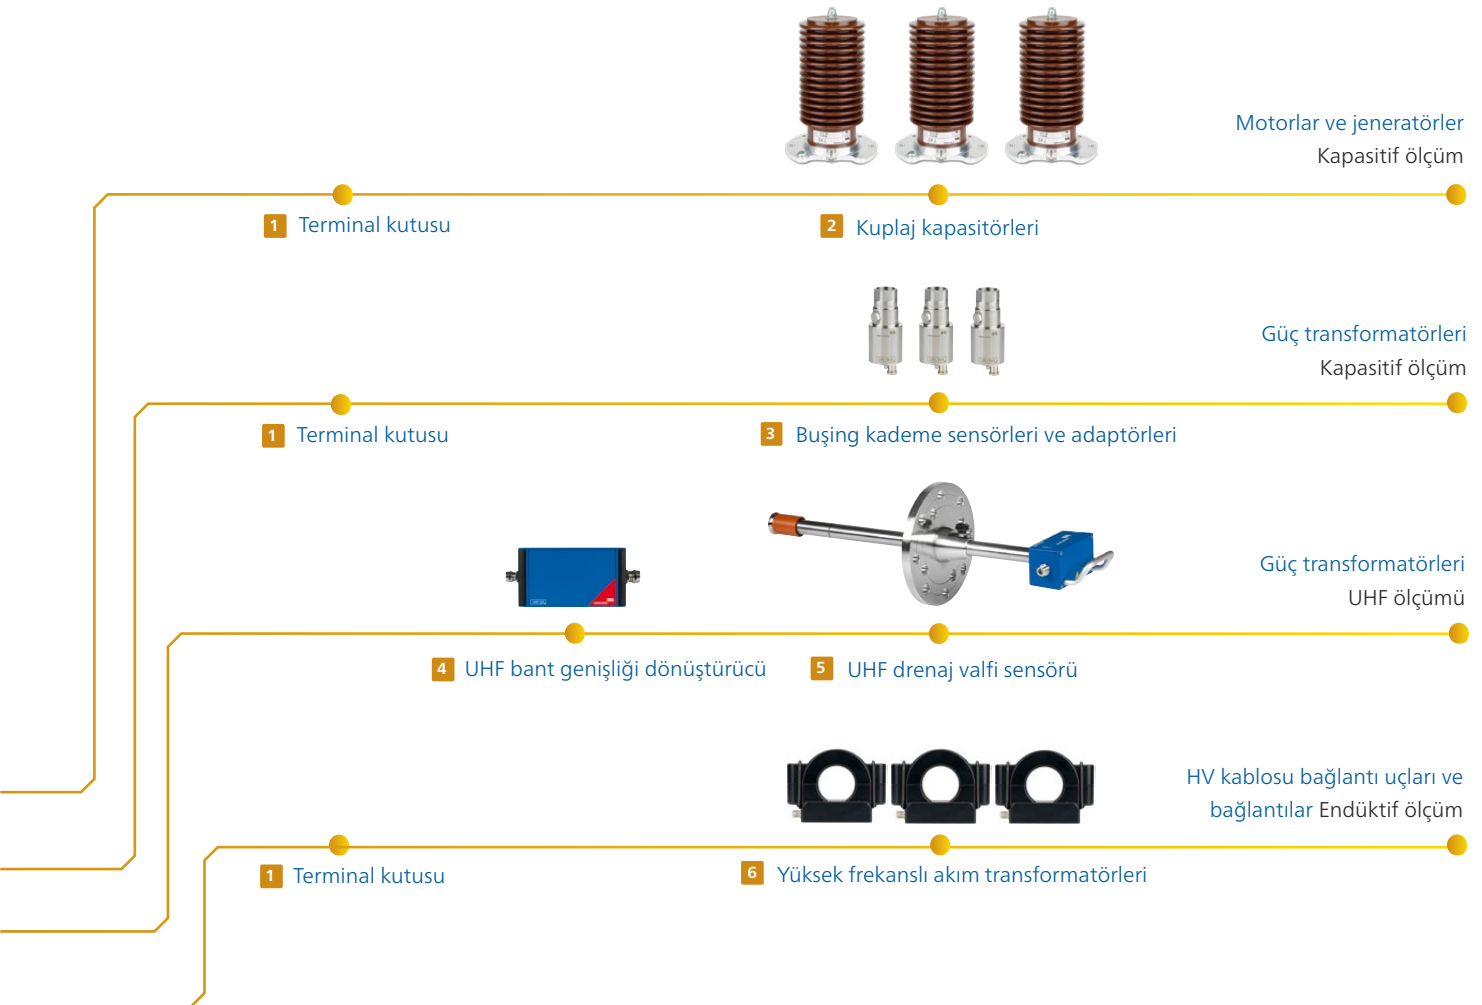 Motorlar ve jeneratörler
Kapasitif ölçüm
1 Terminal kutusu
2 Kuplaj kapasitörleri
Güç transformatörleri
Kapasitif ölçüm
1 Terminal kutusu
3 Buşing kademe sensörleri ve adaptörleri
Güç transformatörleri
UHF ölçümü
4 UHF bant genişliği dönüştürücü
5 UHF drenaj valfi sensörü
HV kablosu bağlantı uçları ve
bağlantılar Endüktif ölçüm
1 Terminal kutusu
6 Yüksek frekanslı akım transformatörleri